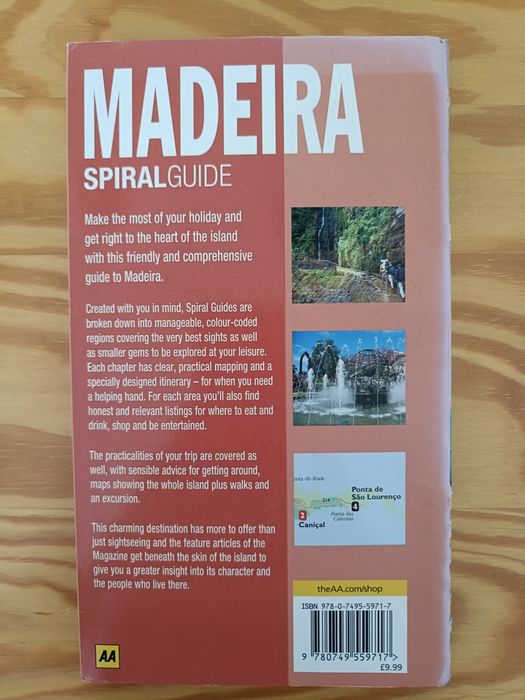 MADEIRA
SPIRALGUIDE
Make the most of your holiday and
get right to the heart of the island
with this friendly and comprehensive
guide to Madeira.
Created with you in mind, Spiral Guides are
broken down into manageable, colour-coded
regions covering the very best sights as well
as smaller gems to be explored at your leisure.
Each chapter has clear, practical mapping and a
specially designed itinerary – for when you need
a helping hand. For each area you'll also find
honest and relevant listings for where to eat and
drink, shop and be entertained.
The practicalities of your trip are covered as
well, with sensible advice for getting around,
maps showing the whole island plus walks and
an excursion.
This charming destination has more to offer than
just sightseeing and the feature articles of the
Magazine get beneath the skin of the island to
give you a greater insight into its character and
the people who live there.
AA
onta do Bode
Ponta de
São Lourenço
214
4
2
Ponta das
Gaivotas
Caniçal
theAA.com/shop
ISBN 978-0-7495-5971-7
9 780749 559717 >
£9.99